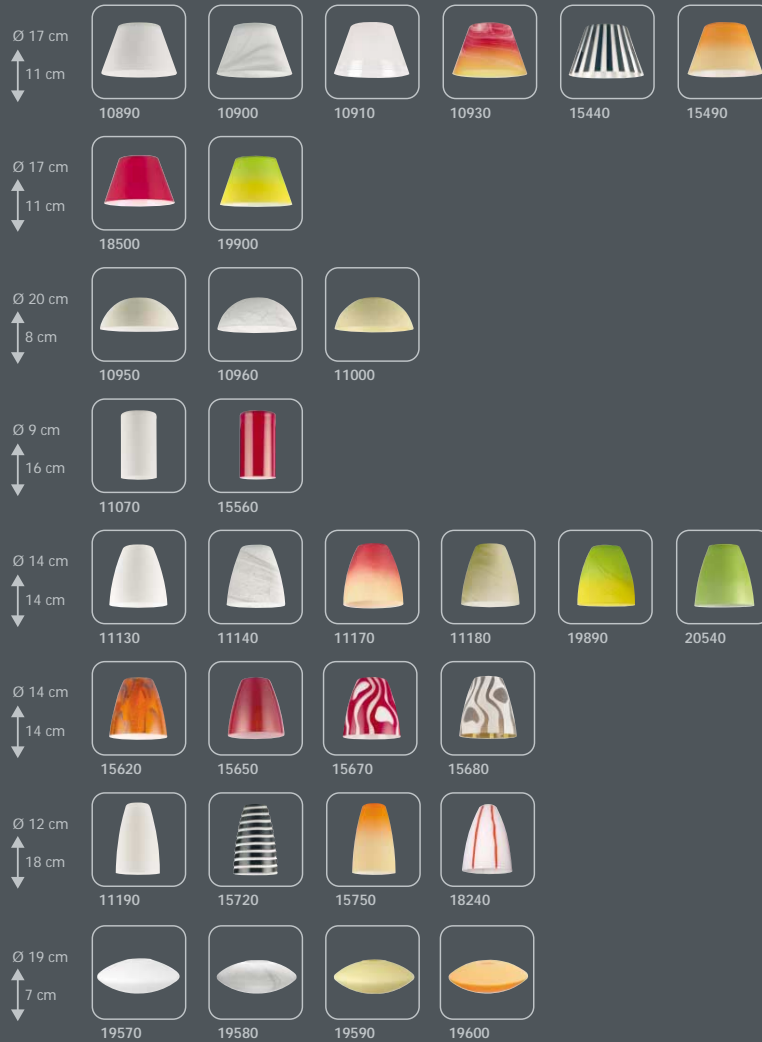 Ø 17 cm
11 cm
10890 10900 10910 10930 15440 15490
Ø 17 cm
11 cm
18500 19900
Ø 20 cm
8 cm
10950 10960 11000
Ø 9 cm
16 cm
11070 15560
Ø 14 cm
14 cm
11130 11140 11170 11180 19890 20540
Ø 14 cm
14 cm
15620 15650 15670 15680
Ø 12 cm
18 cm
11190 15720 15750 18240
Ø 19 cm
7 cm
19570 19580 19590 19600